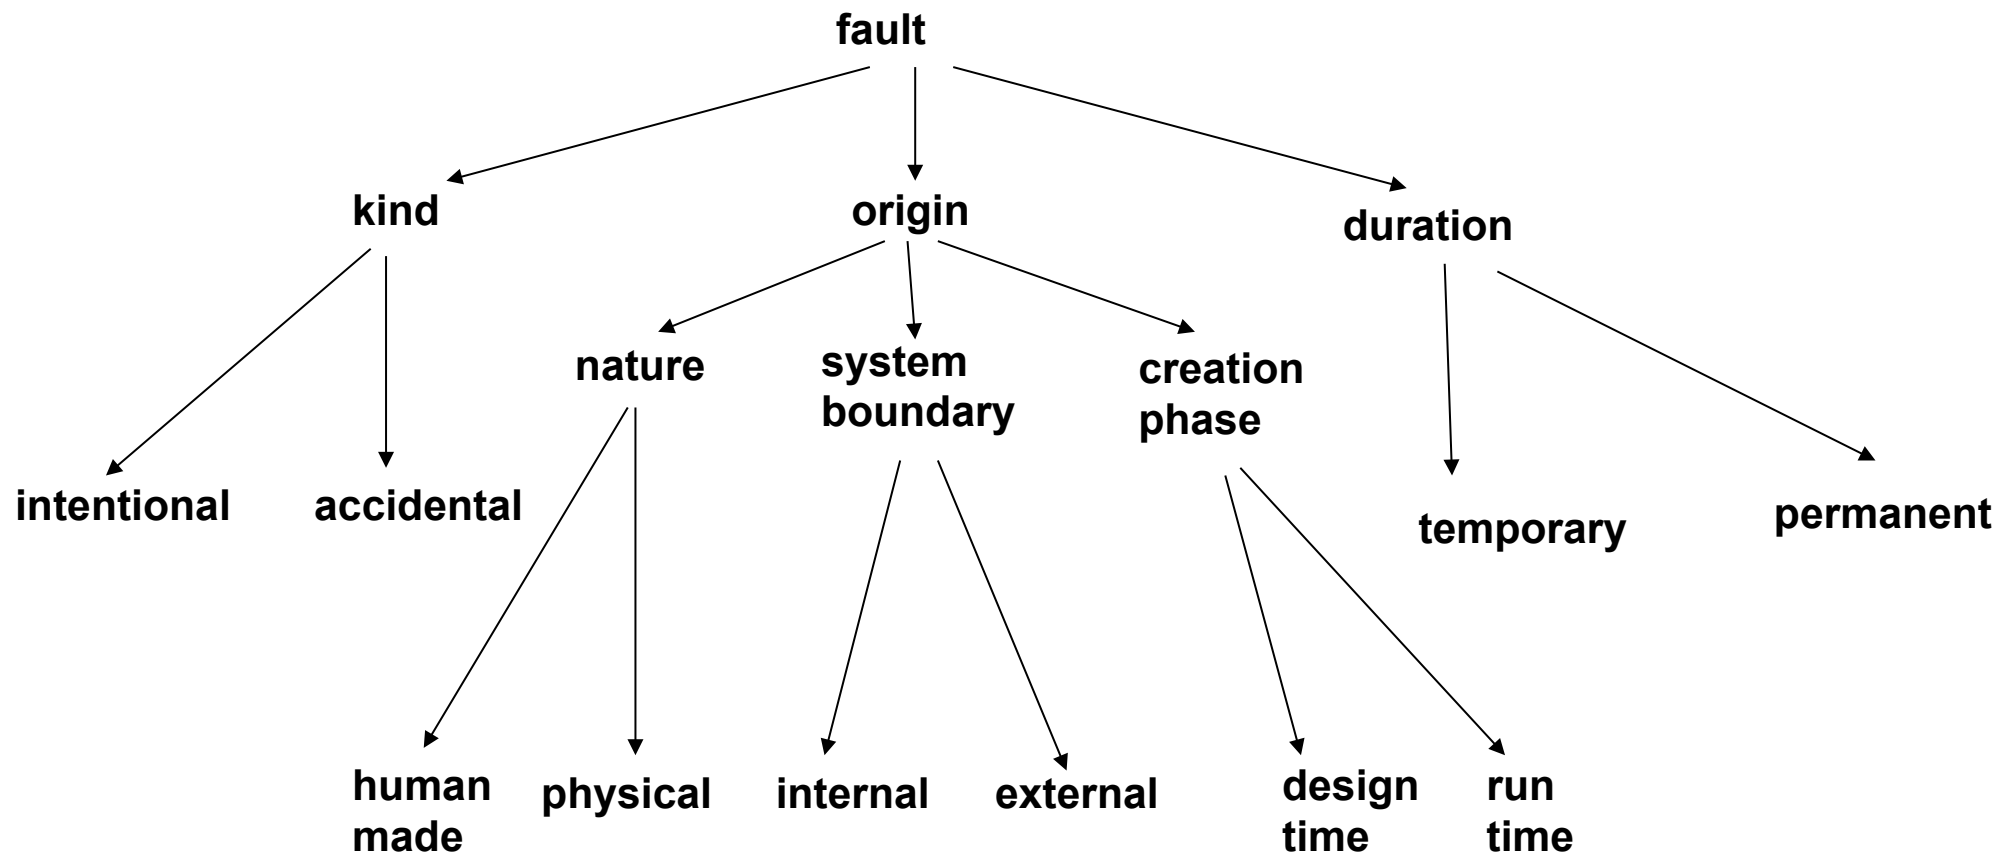 fault
kind
origin
duration
nature
system
boundary
creation
phase
intentional
accidental
temporary
permanent
human
made
physical
internal
external
design
time
run
time